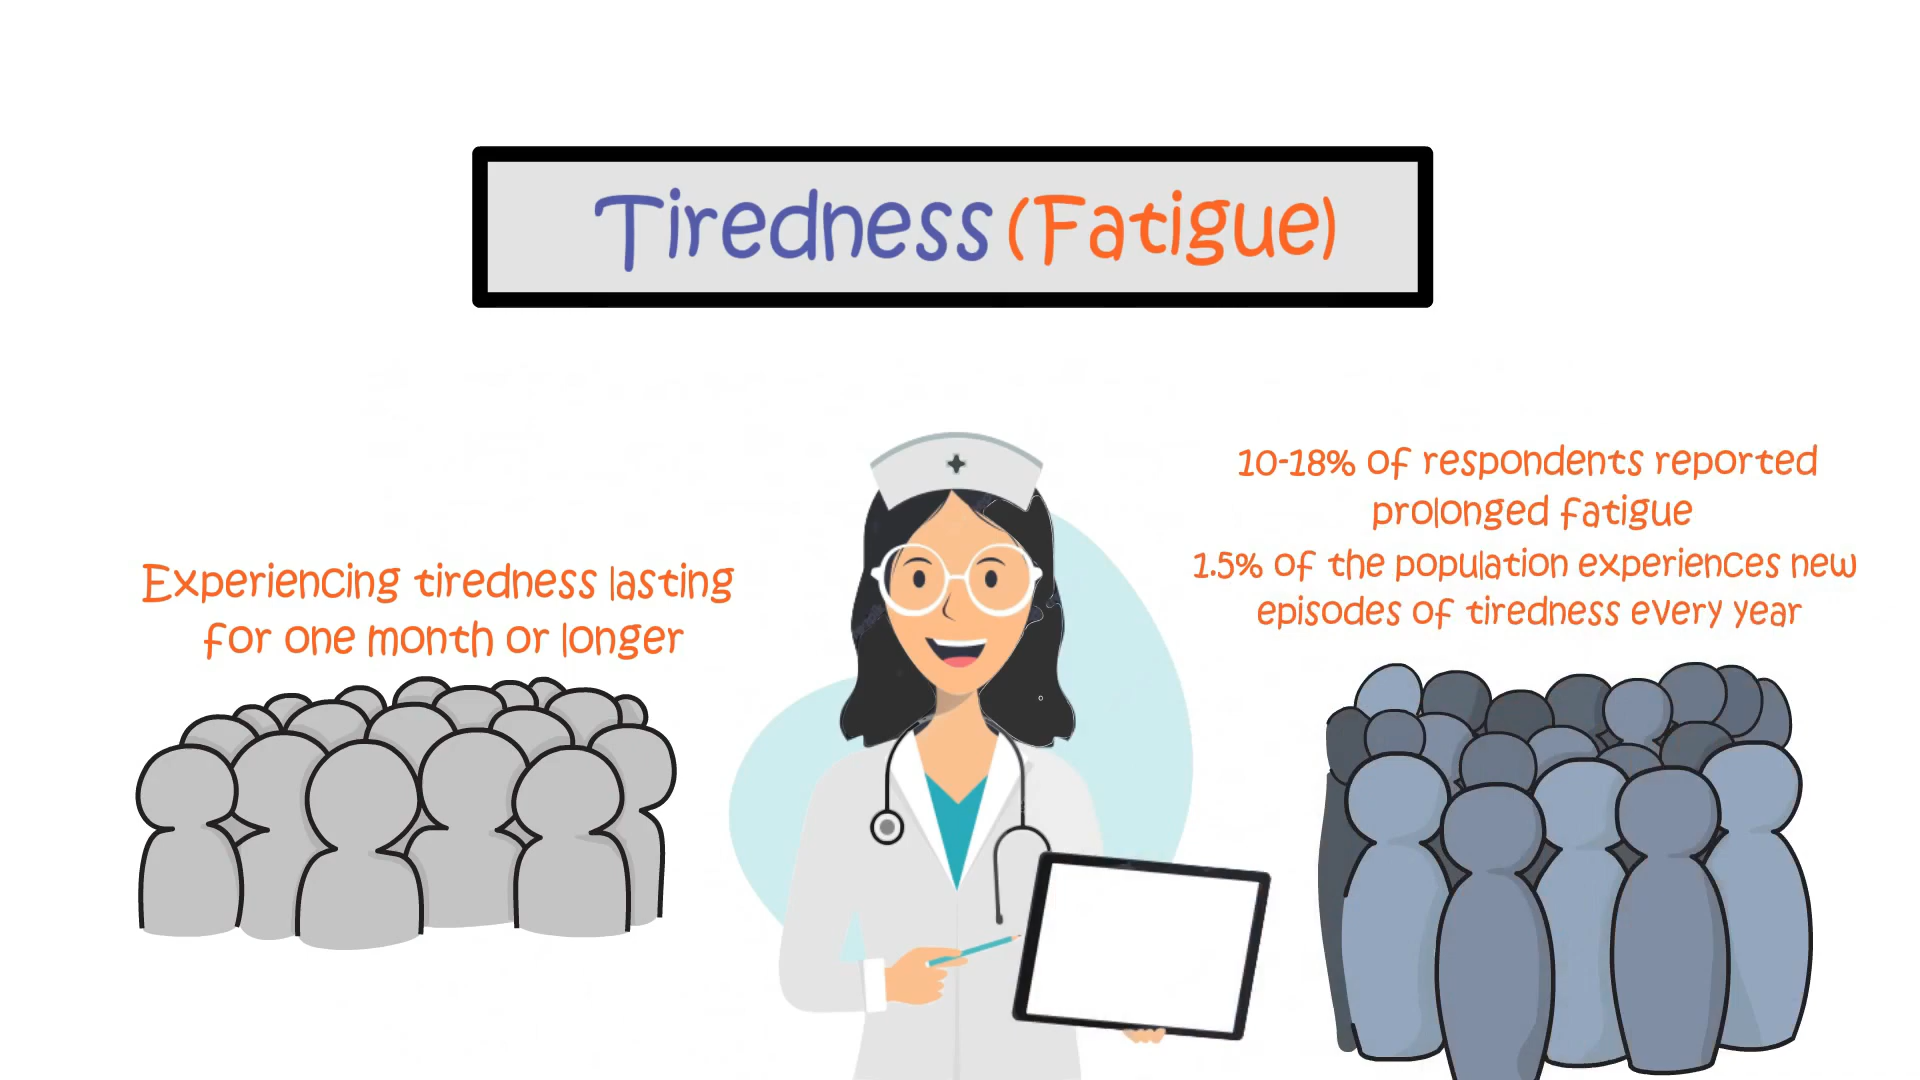 Tiredness (Fatigue)
Experiencing tiredness lasting
for one month or longer
10-18% of respondents reported
prolonged fatigue
1.5% of the population experiences new
episodes of tiredness every year